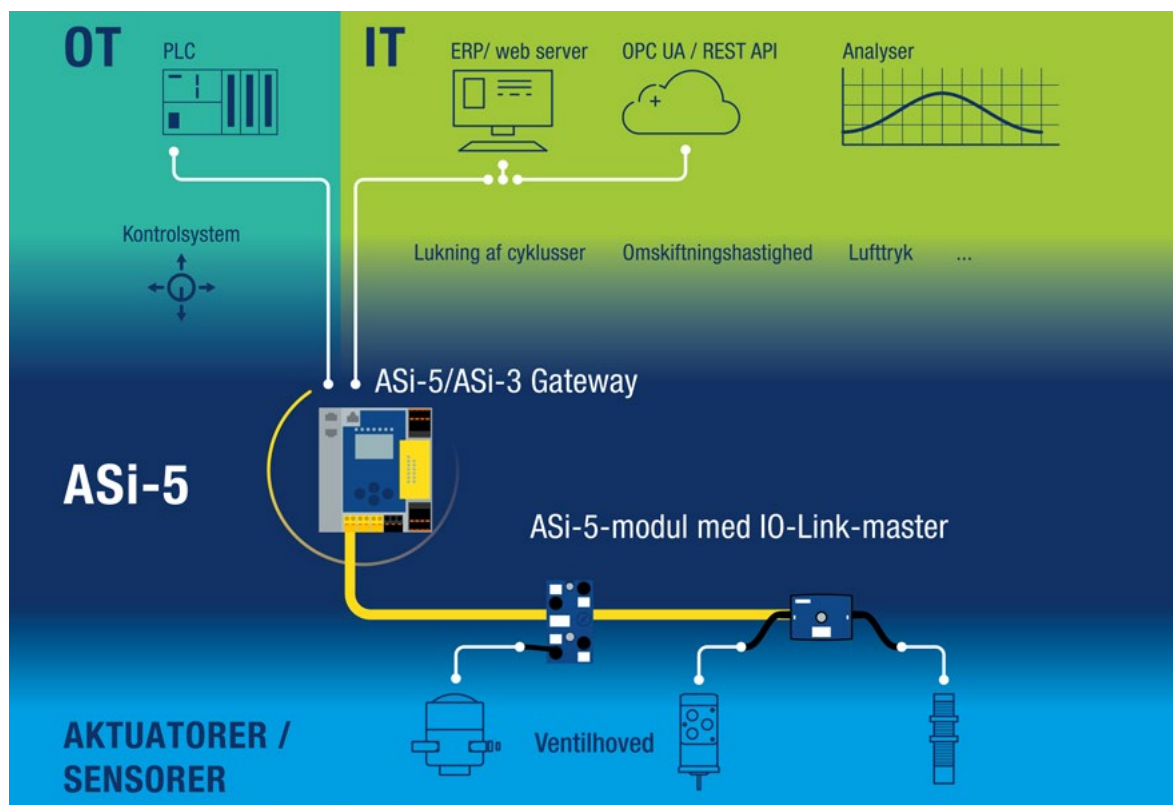 OT
PLC
IT
ERP/ web server
OPC UA / REST API
Analyser
Kontrolsystem
Lukning af cyklusser
Omskiftningshastighed
Lufttryk
...
ASi-5/ASi-3 Gateway
ASi-5
ASi-5-modul med IO-Link-master
AKTUATORER /
SENSORER
Ventilhoved